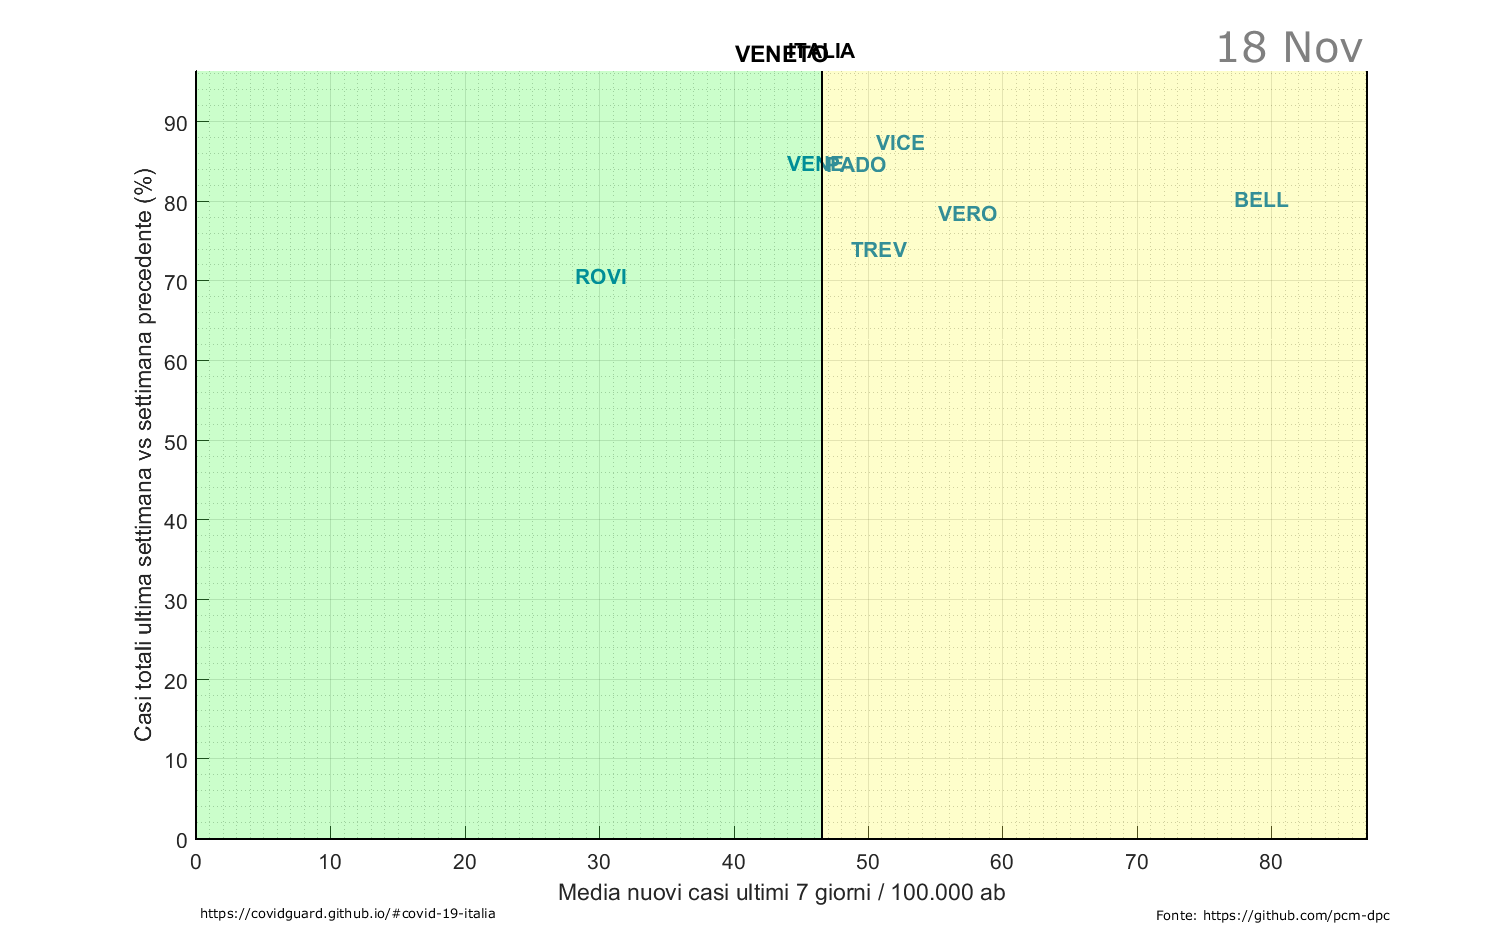 18 Nov
VENETO
ITALIA
90
80
70
60
50
40
30
20
10
0
Casi totali ultima settimana vs settimana precedente (%)
VICE
VENE
PADO
BELL
VERO
TREV
ROVI
0 10 20 30 40 50 60 70 80
Media nuovi casi ultimi 7 giorni / 100.000 ab
https://covidguard.github.io/#covid-19-italia
Fonte: https://github.com/pcm-dpc